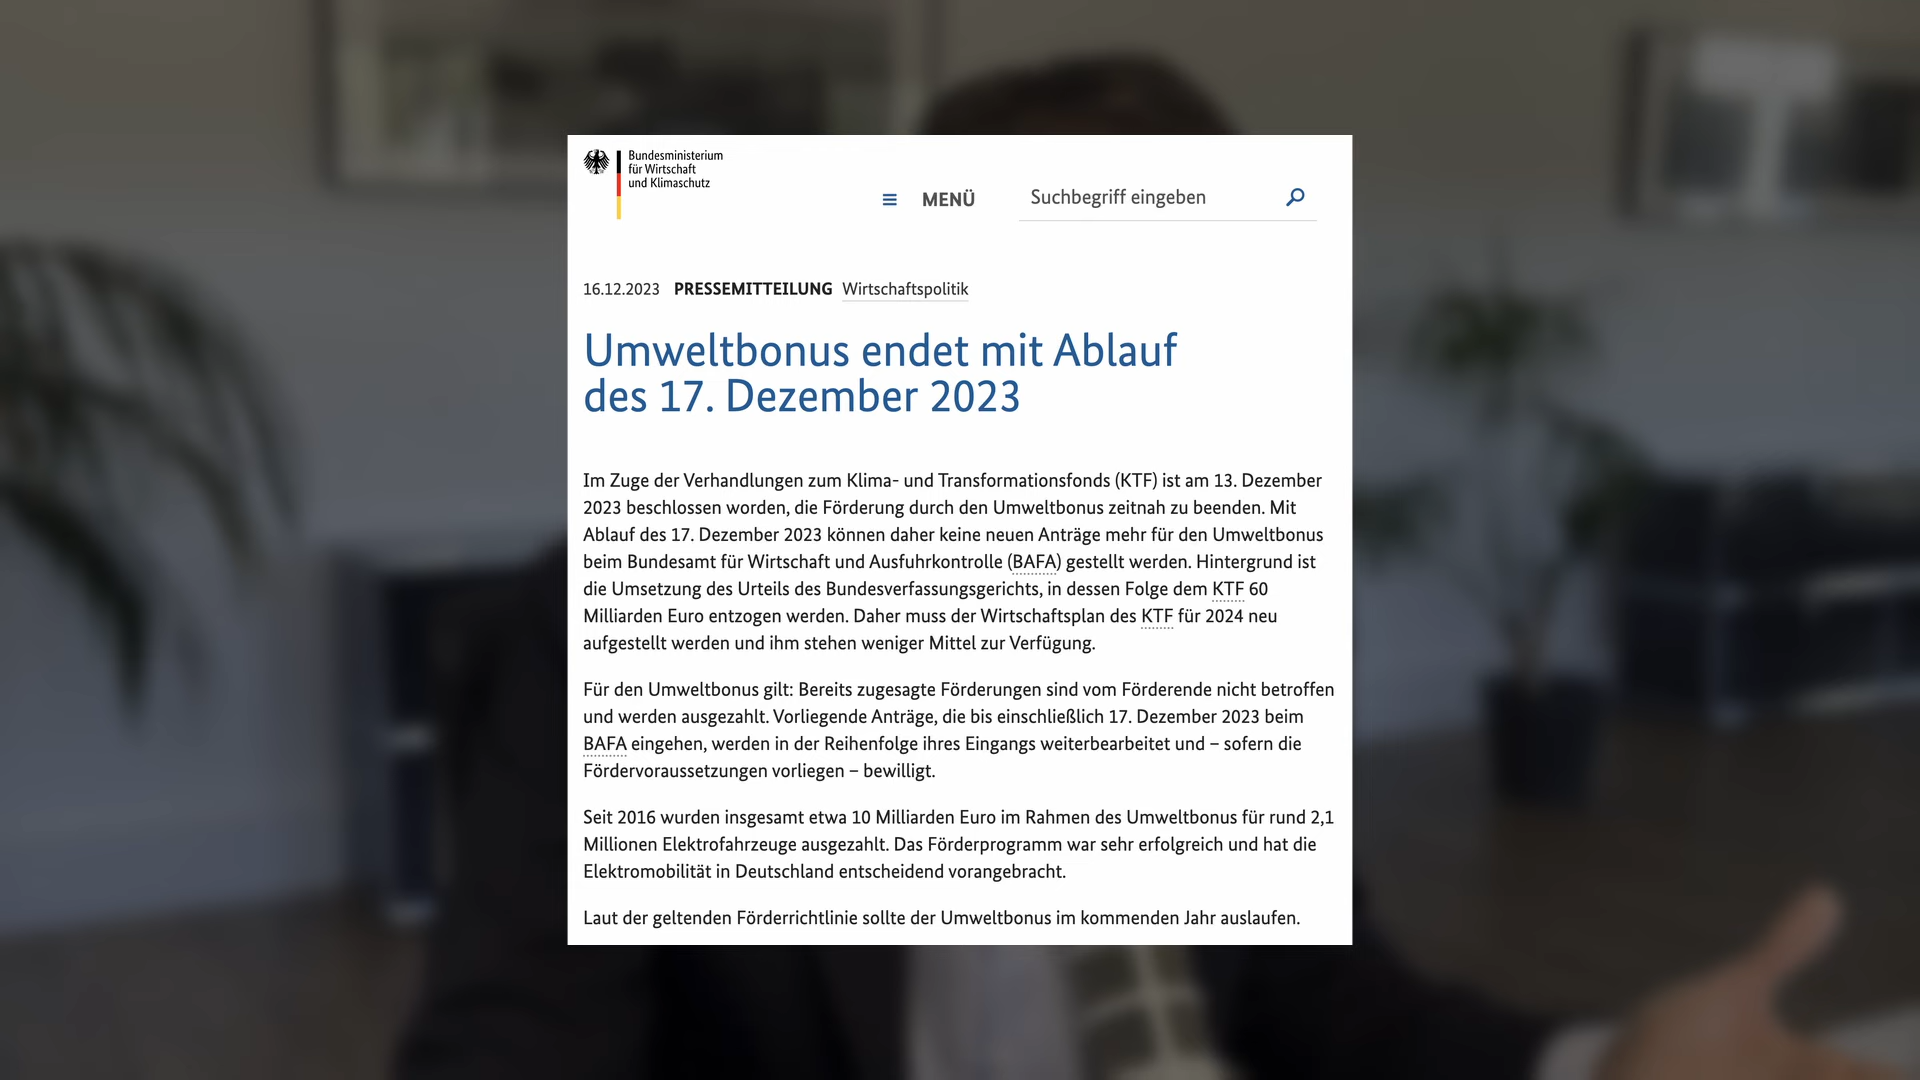 Bundesministerium
für Wirtschaft
und Klimaschutz
MENÜ
Suchbegriff eingeben
16.12.2023 PRESSEMITTEILUNG Wirtschaftspolitik
Umweltbonus endet mit Ablauf
des 17. Dezember 2023
Im Zuge der Verhandlungen zum Klima- und Transformationsfonds (KTF) ist am 13. Dezember
2023 beschlossen worden, die Förderung durch den Umweltbonus zeitnah zu beenden. Mit
Ablauf des 17. Dezember 2023 können daher keine neuen Anträge mehr für den Umweltbonus
beim Bundesamt für Wirtschaft und Ausfuhrkontrolle (BAFA) gestellt werden. Hintergrund ist
die Umsetzung des Urteils des Bundesverfassungsgerichts, in dessen Folge dem KTF 60
Milliarden Euro entzogen werden. Daher muss der Wirtschaftsplan des KTF für 2024 neu
aufgestellt werden und ihm stehen weniger Mittel zur Verfügung.
Für den Umweltbonus gilt: Bereits zugesagte Förderungen sind vom Förderende nicht betroffen
und werden ausgezahlt. Vorliegende Anträge, die bis einschließlich 17. Dezember 2023 beim
BAFA eingehen, werden in der Reihenfolge ihres Eingangs weiterbearbeitet und – sofern die
Fördervoraussetzungen vorliegen – bewilligt.
Seit 2016 wurden insgesamt etwa 10 Milliarden Euro im Rahmen des Umweltbonus für rund 2,1
Millionen Elektrofahrzeuge ausgezahlt. Das Förderprogramm war sehr erfolgreich und hat die
Elektromobilität in Deutschland entscheidend vorangebracht.
Laut der geltenden Förderrichtlinie sollte der Umweltbonus im kommenden Jahr auslaufen.